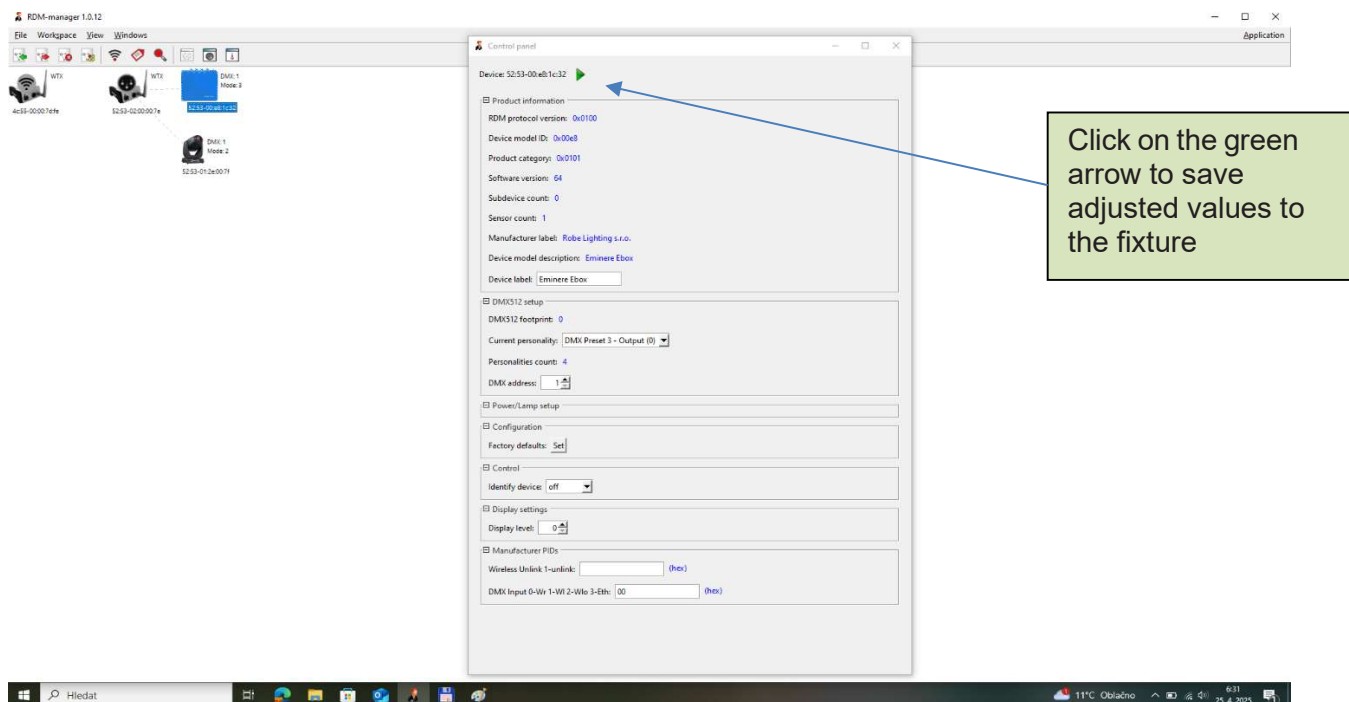 RDM-manager 1.0.12
File Workspace View Windows
Application
Control panel
WTX
WTX
DMX: 1
Mode: 3
4c55-00:00:7d:fe
52:53-02:00:00:7e
52:53-00:e8:1c:32
DMX: 1
Mode: 2
52:53-01:2e:00:7f
Device: 52:53-00:e8:1c:32
Product information
RDM protocol version: 0x0100
Device model ID: 0x00e8
Product category: 0x0101
Software version: 64
Subdevice count: 0
Sensor count: 1
Manufacturer label: Robe Lighting s.r.o.
Device model description: Eminere Ebox
Device label: Eminere Ebox
DMX512 setup
DMX512 footprint: 0
Current personality: DMX Preset 3 - Output (0)
Personalities count: 4
DMX address: 1
Power/Lamp setup
Configuration
Factory defaults: Set
Control
Identify device: off
Display settings
Display level: 0
Manufacturer PIDs
Wireless Unlink 1-unlink: (hex)
DMX Input 0-Wr 1-Wl 2-Wlo 3-Eth: 00 (hex)
Click on the green
arrow to save
adjusted values to
the fixture
Hledat
11°C Oblačno
6:31
25. 4. 2025